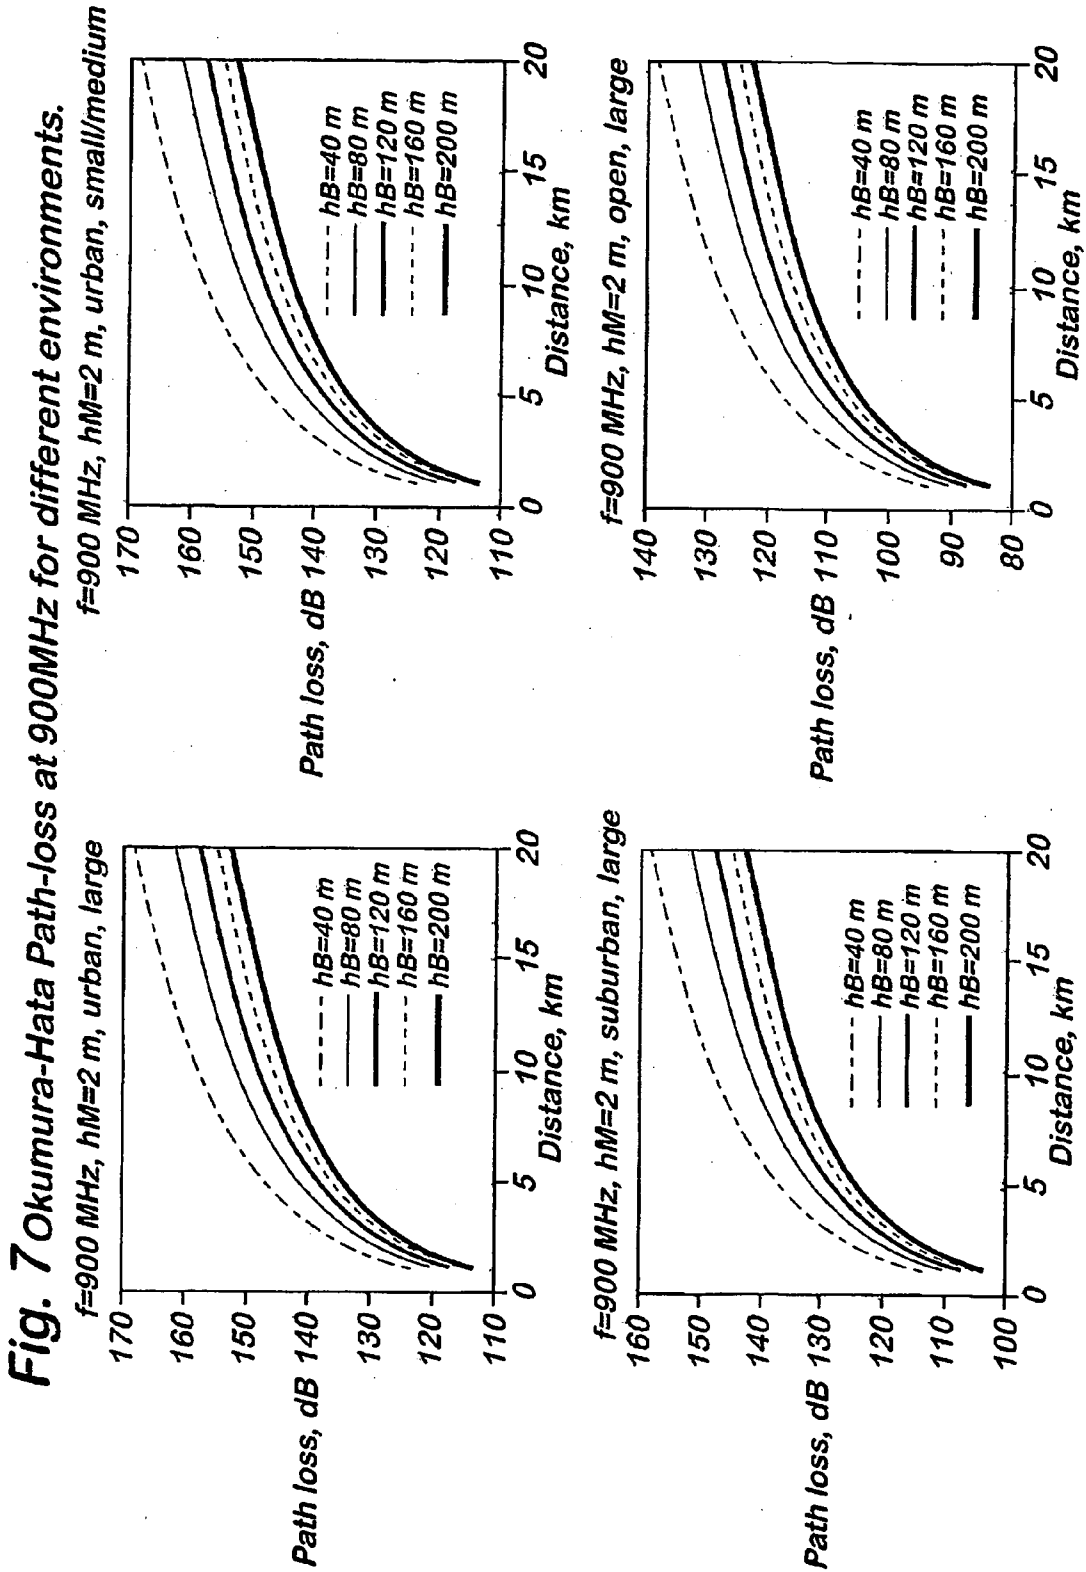 Fig. 7 Okumura-Hata Path-loss at 900MHz for different environments.
f=900 MHz, hM=2 m, urban, large
Path loss, dB
170
160
150
140
130
120
110
0
5
10
15
20
Distance, km
hB=40 m
hB=80 m
hB=120 m
hB=160 m
hB=200 m
f=900 MHz, hM=2 m, urban, small/medium
Path loss, dB
170
160
150
140
130
120
110
0
5
10
15
20
Distance, km
hB=40 m
hB=80 m
hB=120 m
hB=160 m
hB=200 m
f=900 MHz, hM=2 m, suburban, large
Path loss, dB
160
150
140
130
120
110
100
0
5
10
15
20
Distance, km
hB=40 m
hB=80 m
hB=120 m
hB=160 m
hB=200 m
f=900 MHz, hM=2 m, open, large
Path loss, dB
140
130
120
110
100
90
80
0
5
10
15
20
Distance, km
hB=40 m
hB=80 m
hB=120 m
hB=160 m
hB=200 m